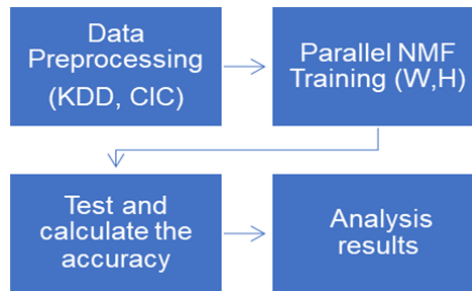 Data
Preprocessing
(KDD, CIC)
Parallel NMF
Training (W,H)
Test and
calculate the
accuracy
Analysis
results